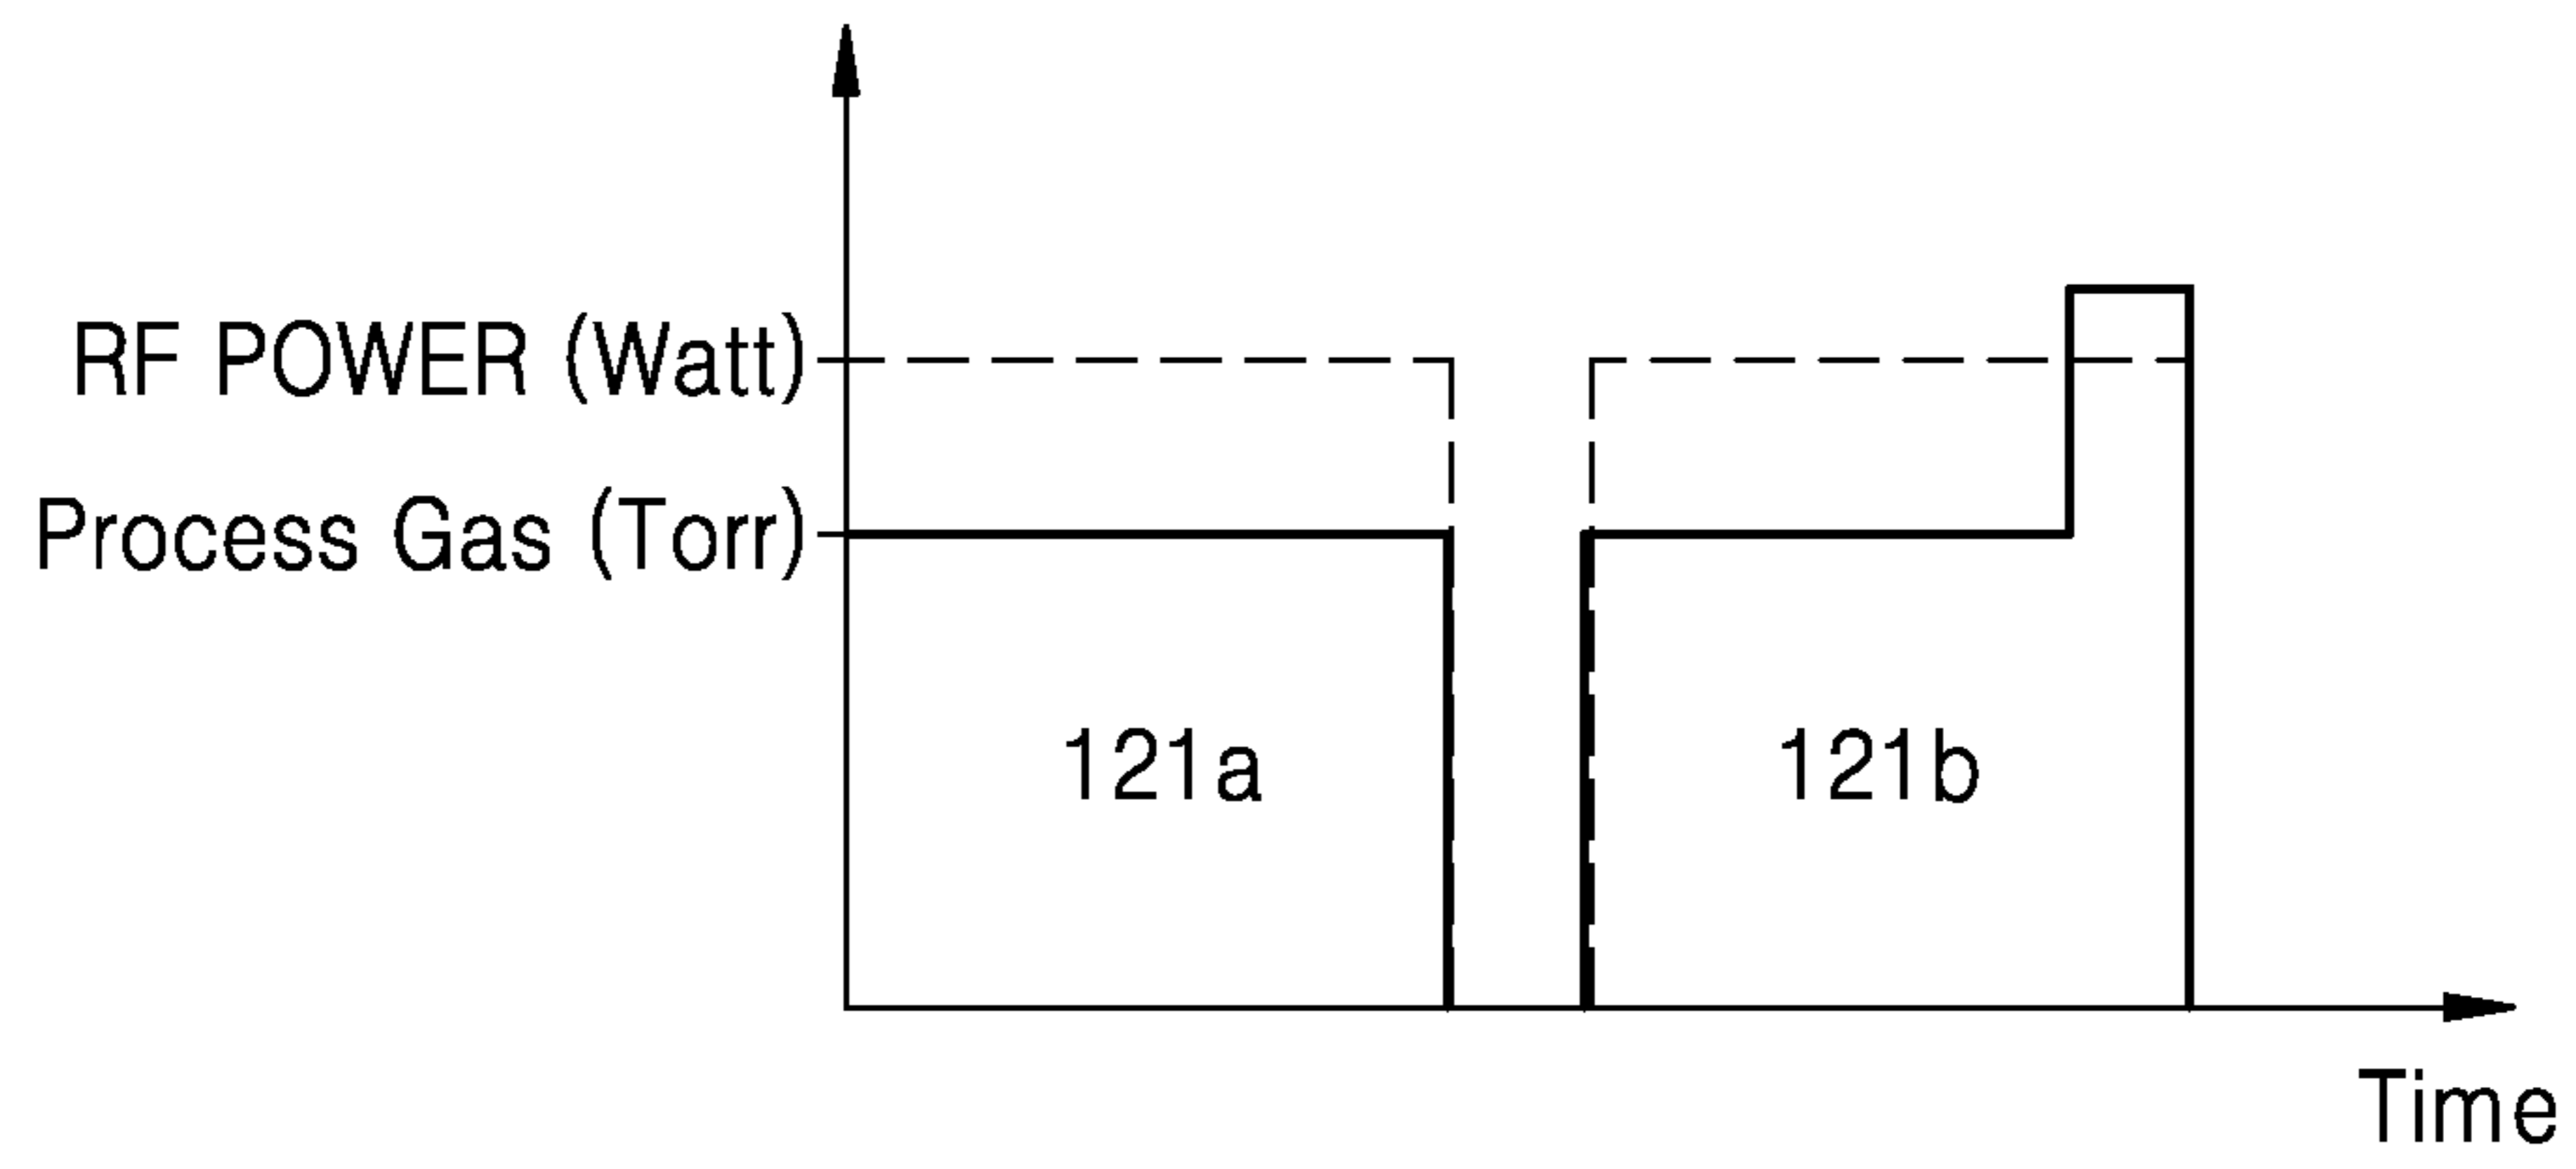 RF POWER (Watt)
Process Gas (Torr)
121a
121b
Time